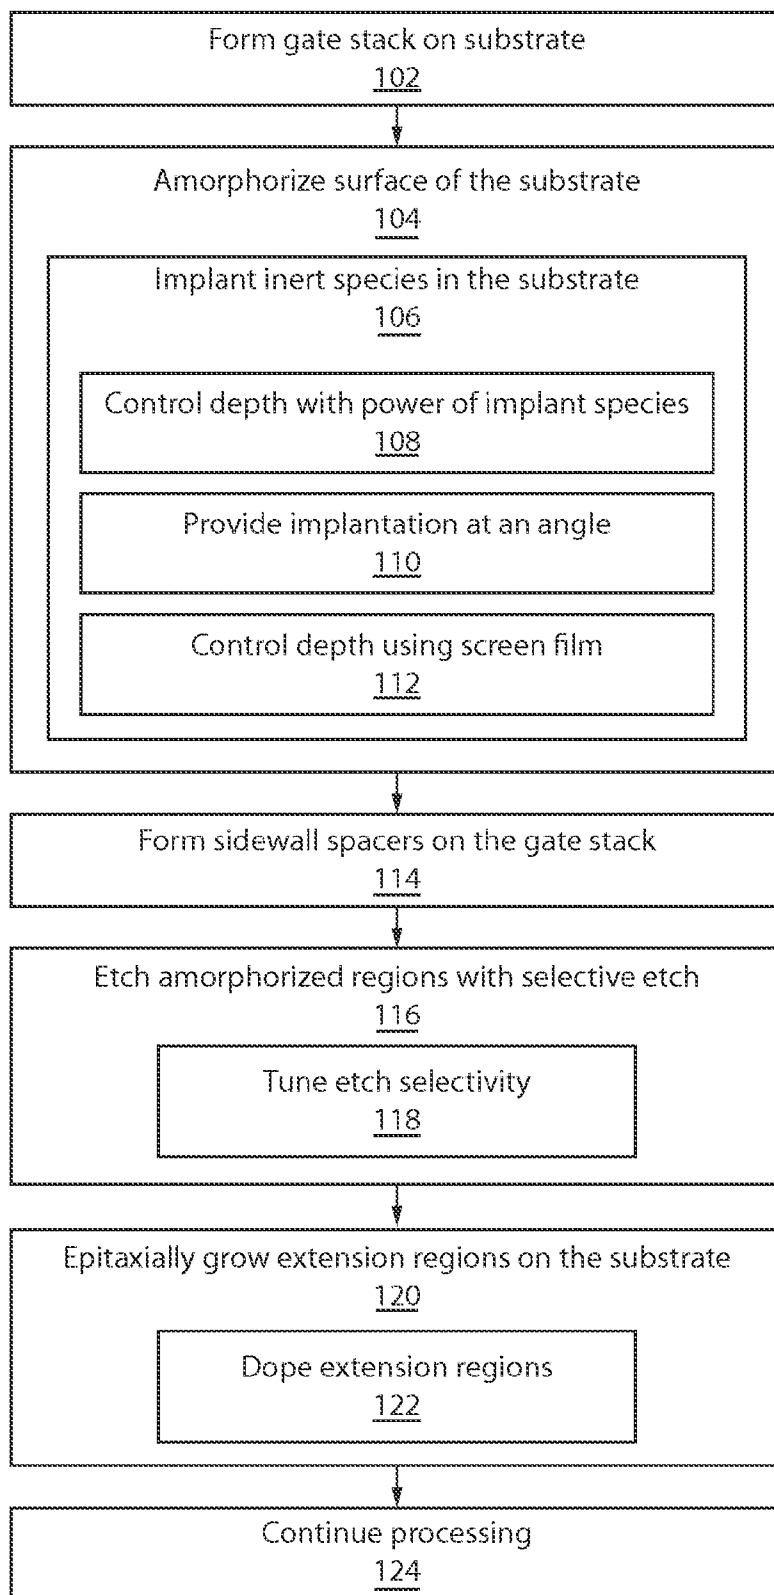 Form gate stack on substrate
102
Amorphorize surface of the substrate
104
Implant inert species in the substrate
106
Control depth with power of implant species
108
Provide implantation at an angle
110
Control depth using screen film
112
Form sidewall spacers on the gate stack
114
Etch amorphorized regions with selective etch
116
Tune etch selectivity
118
Epitaxially grow extension regions on the substrate
120
Dope extension regions
122
Continue processing
124